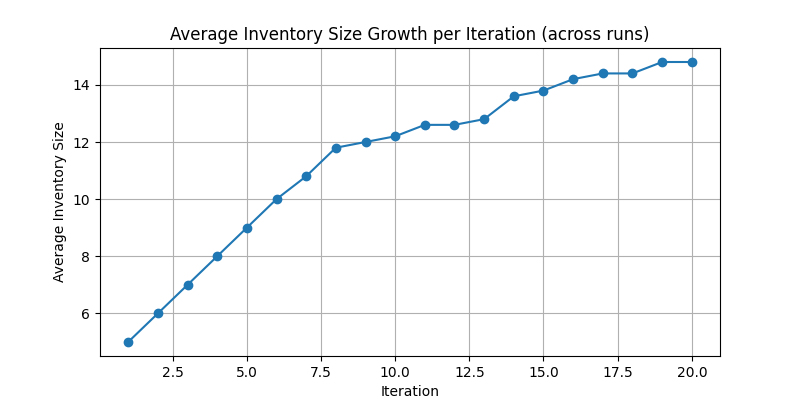 Average Inventory Size Growth per Iteration (across runs)
14
12
10
8
6
Average Inventory Size
2.5 5.0 7.5 10.0 12.5 15.0 17.5 20.0
Iteration